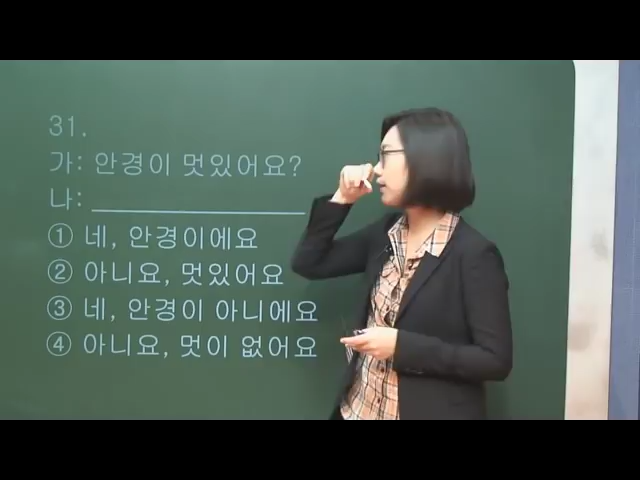 31.
가: 안경이 멋있어요?
나: ________________
① 네, 안경이에요
② 아니요, 멋있어요
③ 네, 안경이 아니에요
④ 아니요, 멋이 없어요